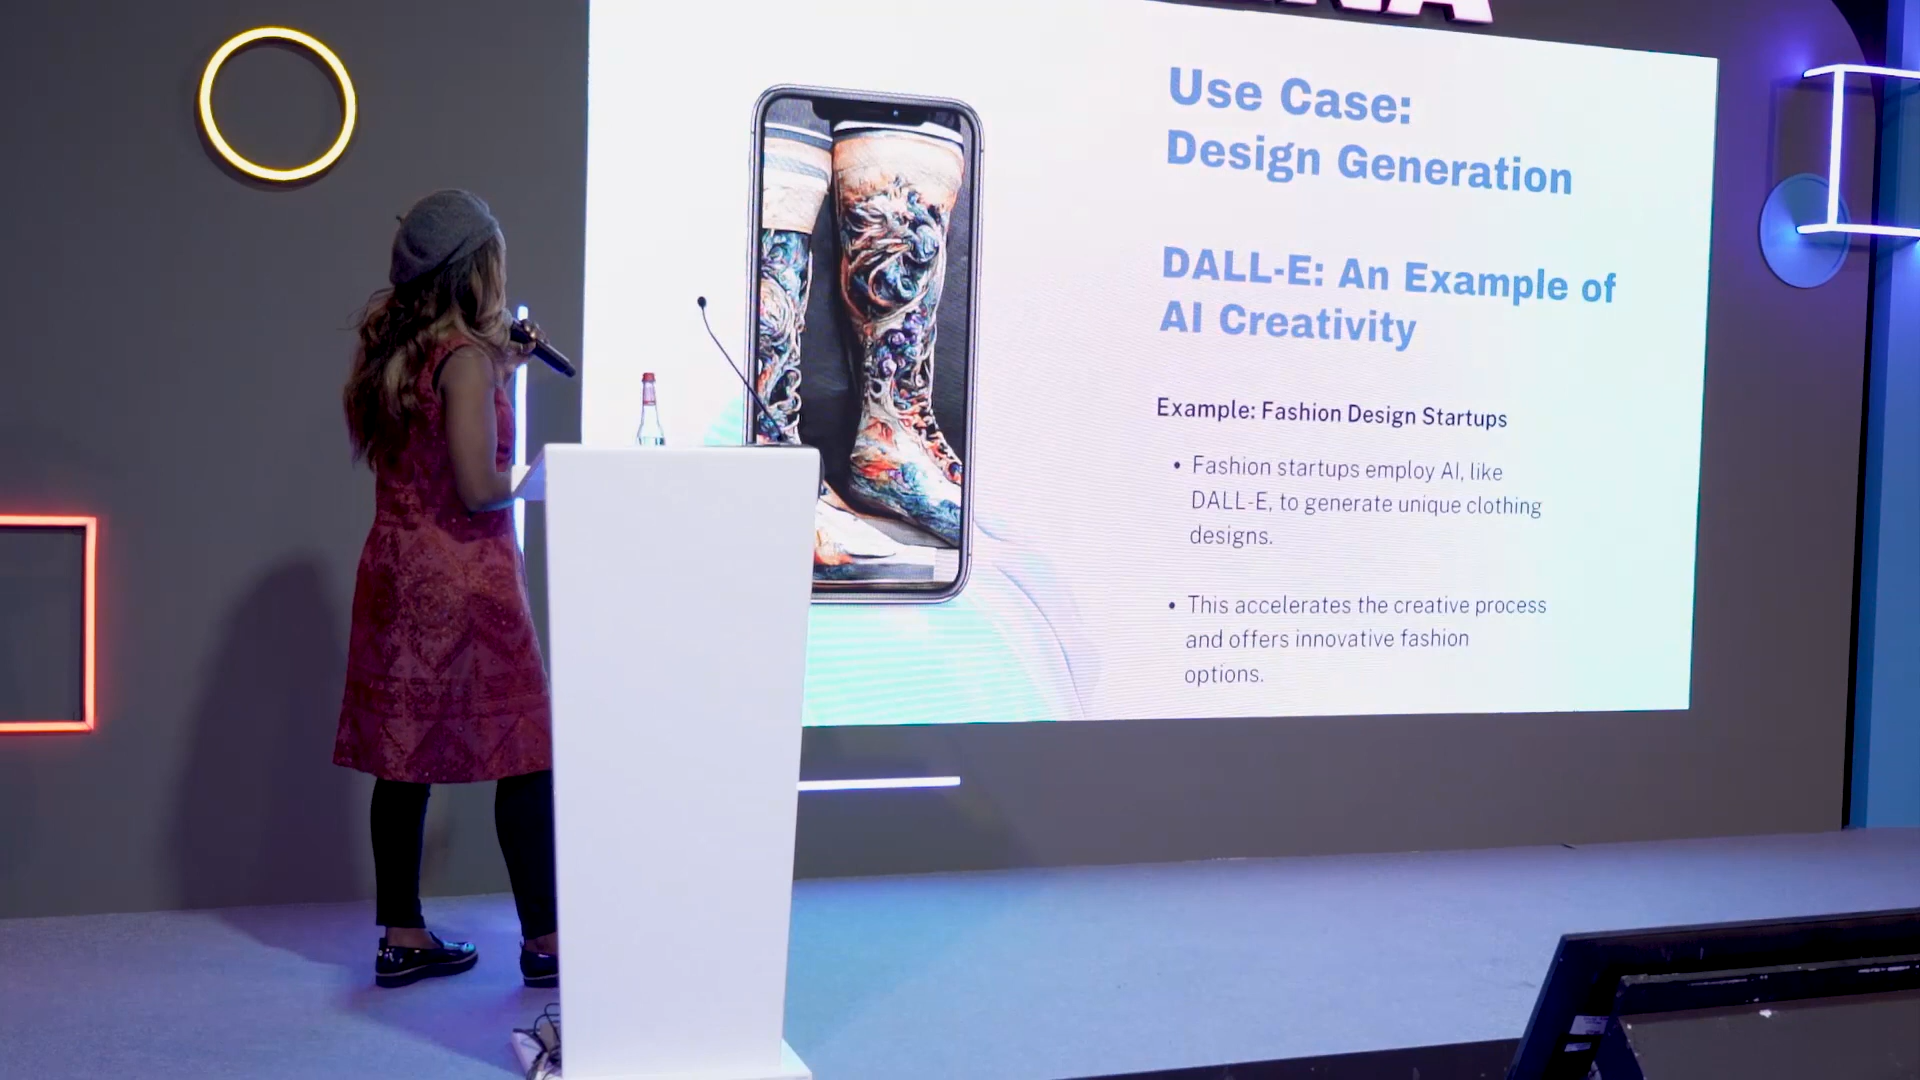 Use Case:
Design Generation
DALL-E: An Example of
AI Creativity
Example: Fashion Design Startups
• Fashion startups employ AI, like
DALL-E, to generate unique clothing
designs.
• This accelerates the creative process
and offers innovative fashion
options.